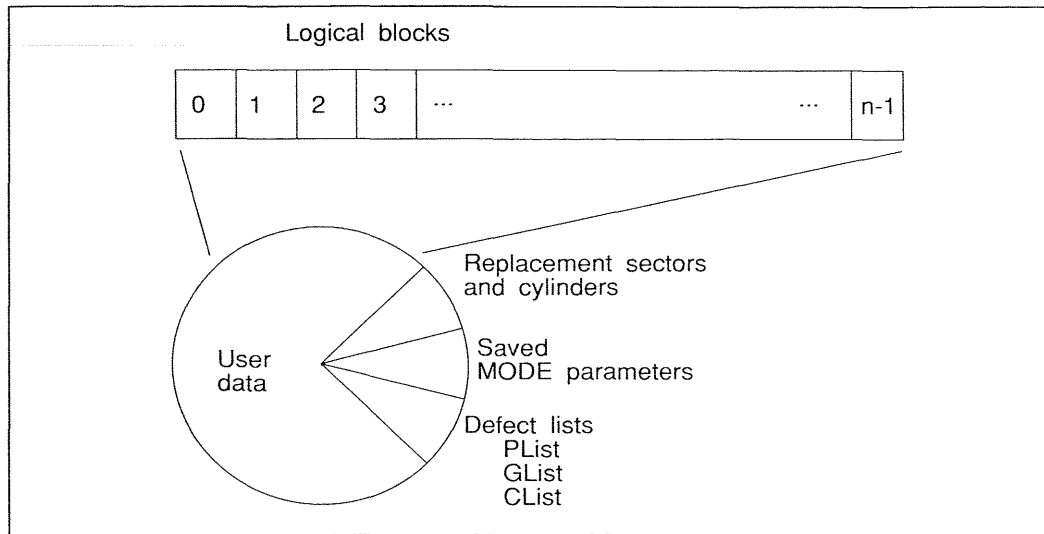 Logical blocks
0 1 2 3 ... ... n-1
Replacement sectors
and cylinders
User
data
Saved
MODE parameters
Defect lists
PList
GList
CList